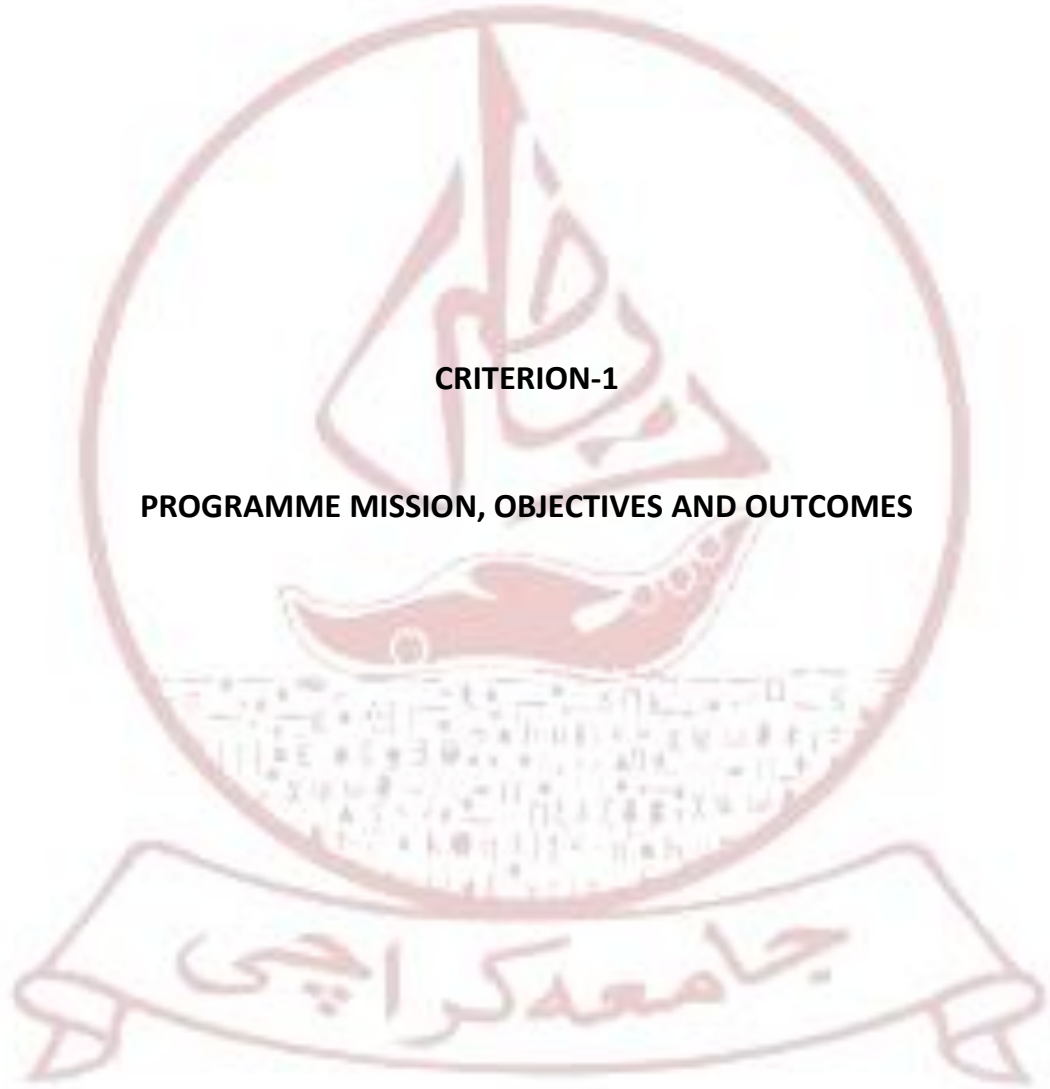 CRITERION-1
PROGRAMME MISSION, OBJECTIVES AND OUTCOMES
جامعہ کراچی